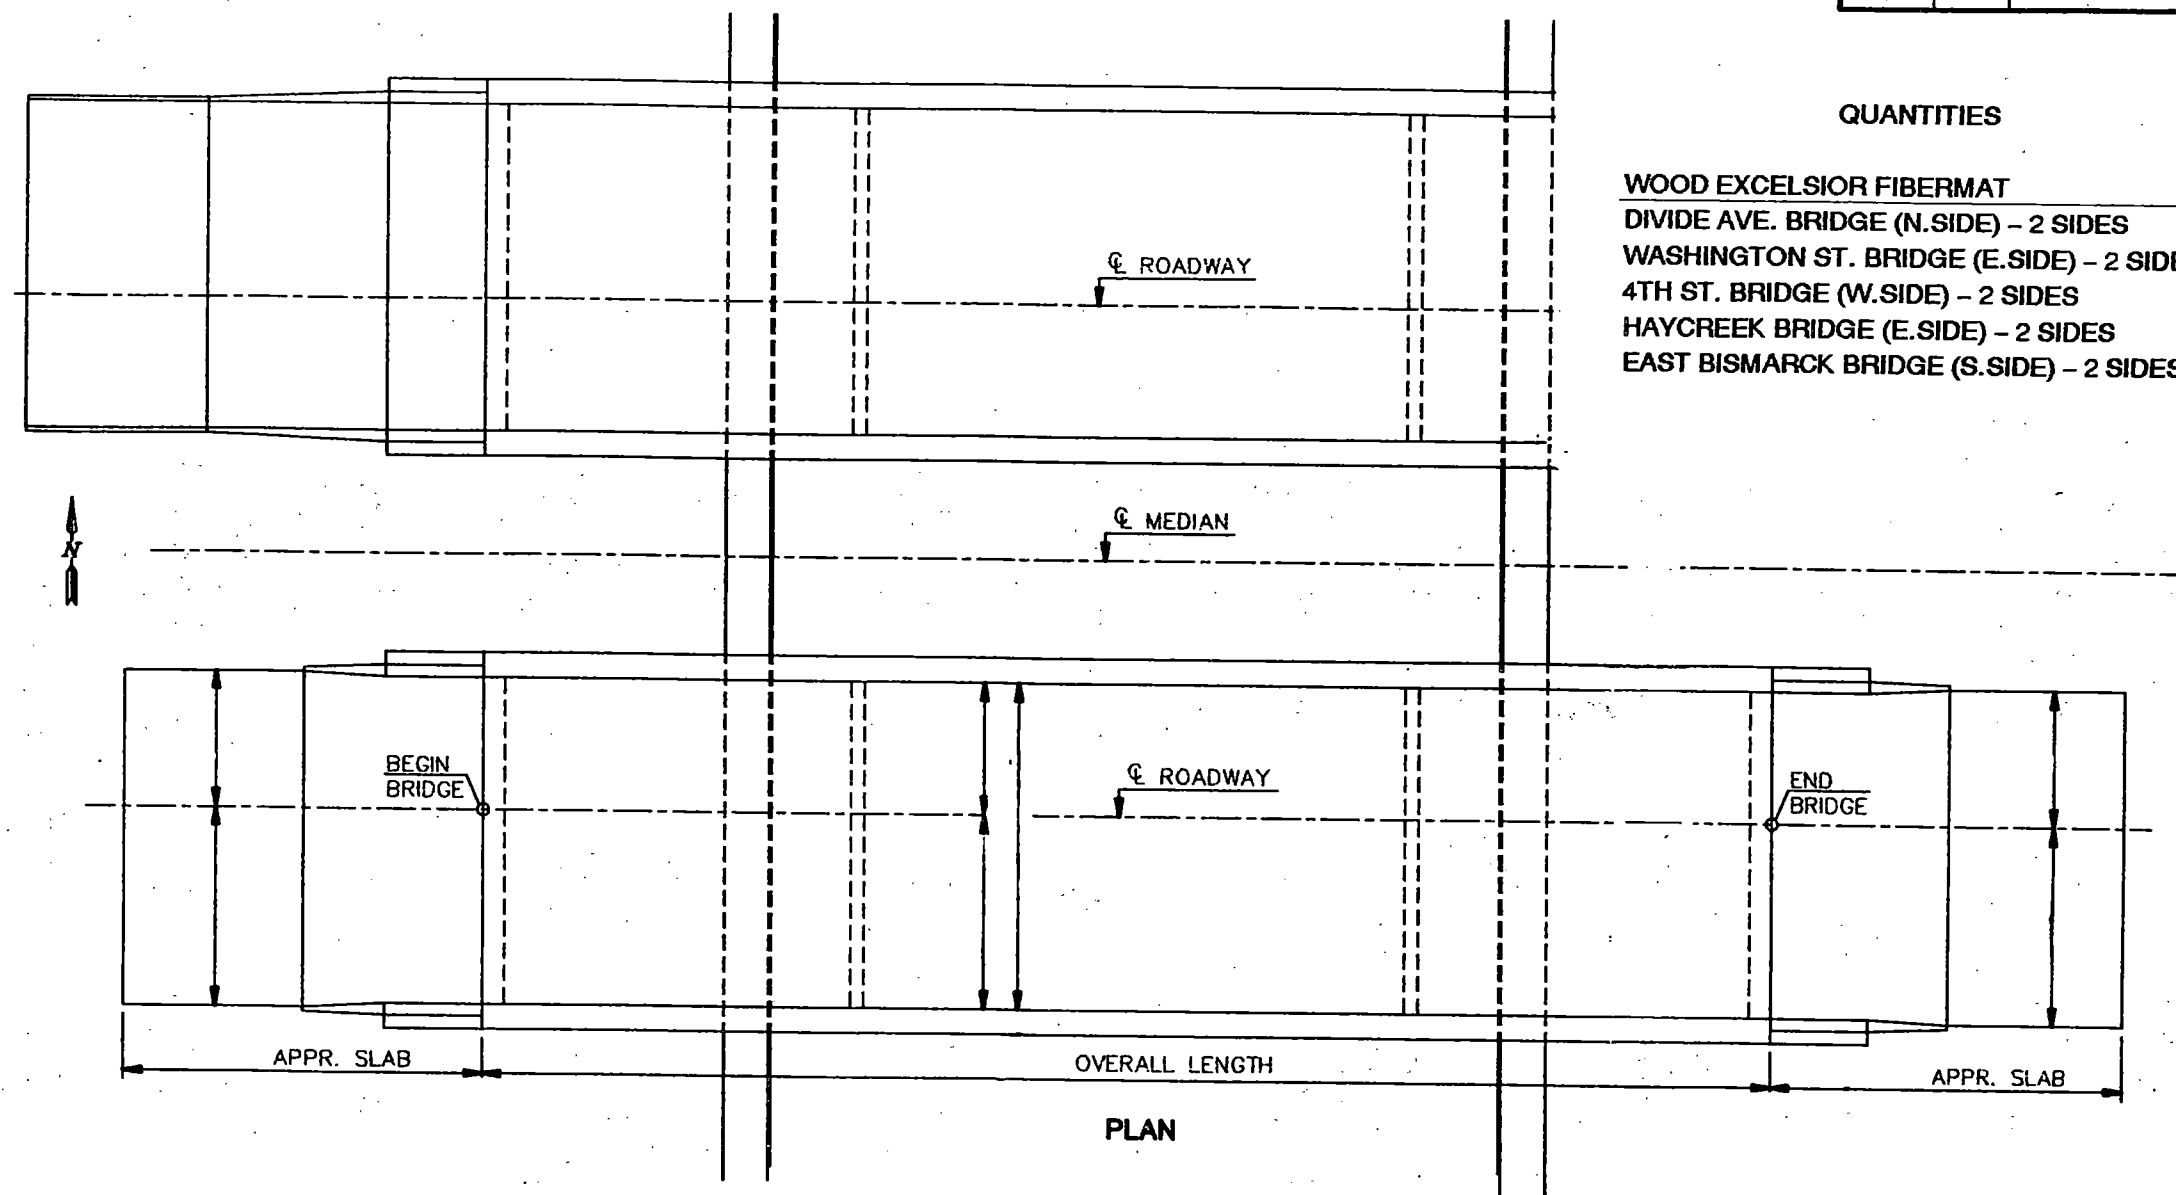 QUANTITIES
WOOD EXCELSIOR FIBERMAT
DIVIDE AVE. BRIDGE (N.SIDE) – 2 SIDES
WASHINGTON ST. BRIDGE (E.SIDE) – 2 SIDE
4TH ST. BRIDGE (W.SIDE) – 2 SIDES
HAYCREEK BRIDGE (E.SIDE) – 2 SIDES
EAST BISMARCK BRIDGE (S.SIDE) – 2 SIDES
℄ ROADWAY
℄ MEDIAN
N
BEGIN
BRIDGE
℄ ROADWAY
END
BRIDGE
APPR. SLAB
OVERALL LENGTH
APPR. SLAB
PLAN